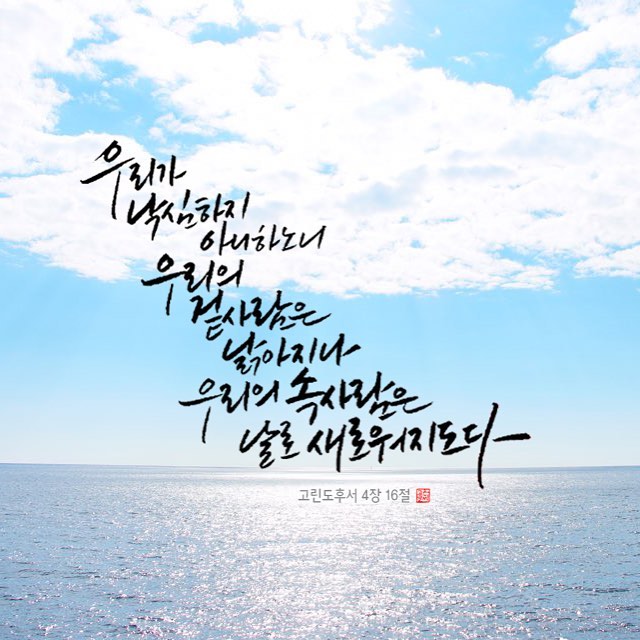 우리가
낙심하지
아니하노니
우리의
겉사람은
낡아지나
우리의 속사람은
날로 새로워지도다
고린도후서 4장 16절